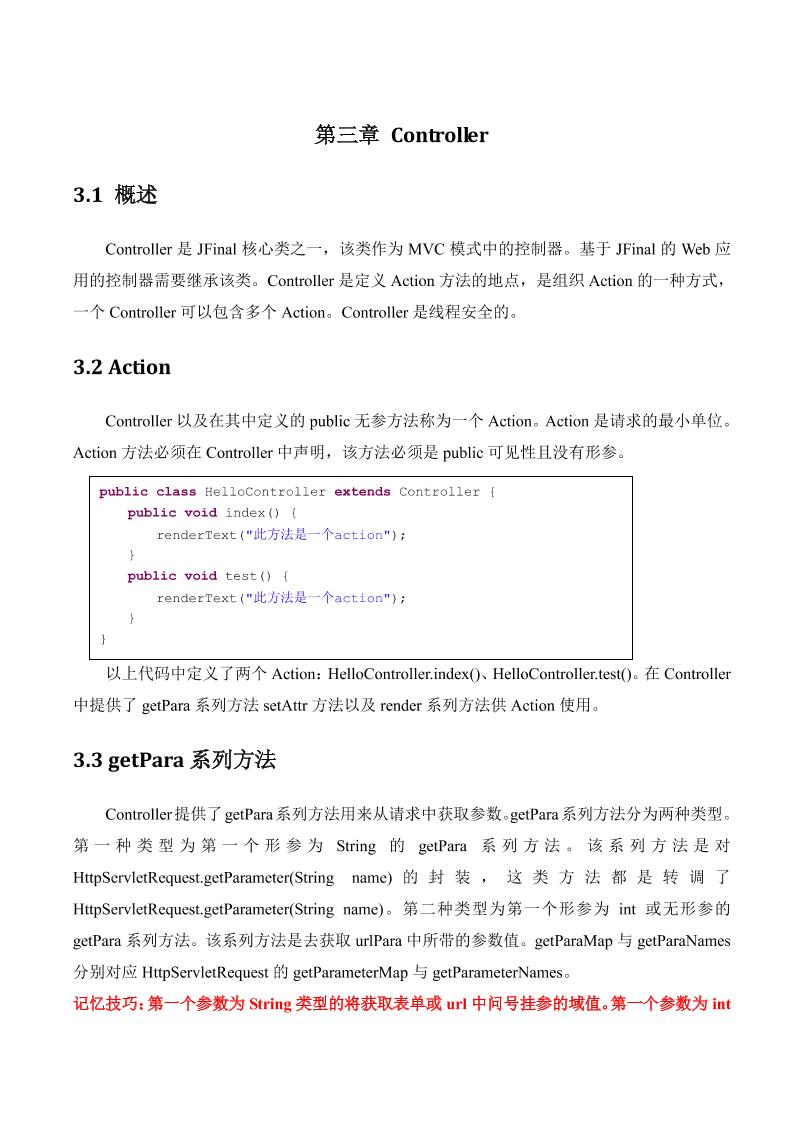 第三章 Controller
3.1 概述
Controller 是 JFinal 核心类之一，该类作为 MVC 模式中的控制器。基于 JFinal 的 Web 应
用的控制器需要继承该类。Controller 是定义 Action 方法的地点，是组织 Action 的一种方式，
一个 Controller 可以包含多个 Action。Controller 是线程安全的。
3.2 Action
Controller 以及在其中定义的 public 无参方法称为一个 Action。Action 是请求的最小单位。
Action 方法必须在 Controller 中声明，该方法必须是 public 可见性且没有形参。
public class HelloController extends Controller {
public void index() {
renderText("此方法是一个action");
}
public void test() {
renderText("此方法是一个action");
}
}
以上代码中定义了两个 Action：HelloController.index()、HelloController.test()。在 Controller
中提供了 getPara 系列方法 setAttr 方法以及 render 系列方法供 Action 使用。
3.3 getPara 系列方法
Controller 提供了 getPara 系列方法用来从请求中获取参数。getPara 系列方法分为两种类型。
第一种类型为第一个形参为 String 的 getPara 系列方法。该系列方法是对
HttpServletRequest.getParameter(String name) 的封装，这类方法都是转调了
HttpServletRequest.getParameter(String name)。第二种类型为第一个形参为 int 或无形参的
getPara 系列方法。该系列方法是去获取 urlPara 中所带的参数值。getParaMap 与 getParaNames
分别对应 HttpServletRequest 的 getParameterMap 与 getParameterNames。
记忆技巧：第一个参数为 String 类型的将获取表单或 url 中问号挂参的域值。第一个参数为 int